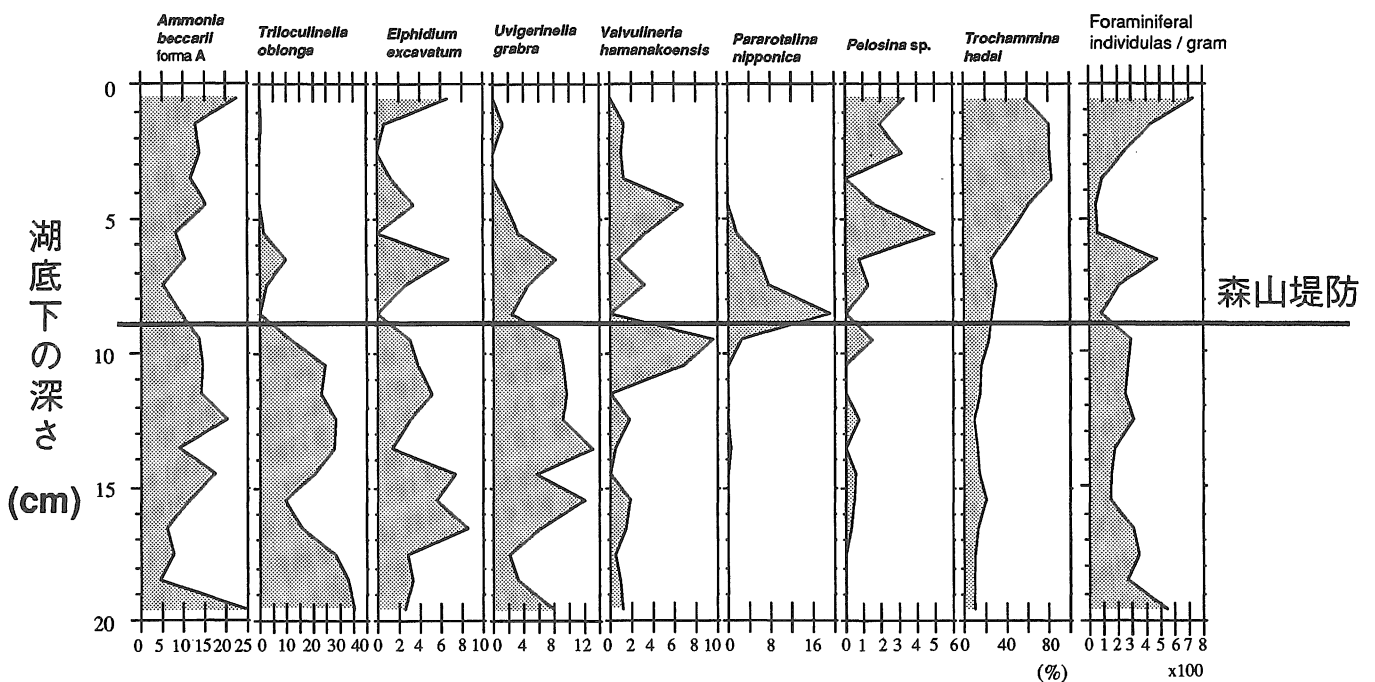 Ammonia
beccarii
forma A
Triloculinella
oblonga
Elphidium
excavatum
Uvigerinella
grabra
Valvulineria
hamanakoensis
Pararotalina
nipponica
Pelosina sp.
Trochammina
hadai
Foraminiferal
individulas / gram
0
5
10
15
20
湖底下の深さ
(cm)
森山堤防
0 5 10 15 20 25
0 10 20 30 40
0 2 4 6 8 10
0 4 8 12
0 2 4 6 8 10
0 8 16
0 1 2 3 4 5 6
0 40 80
0 1 2 3 4 5 6 7 8
(%)
x100